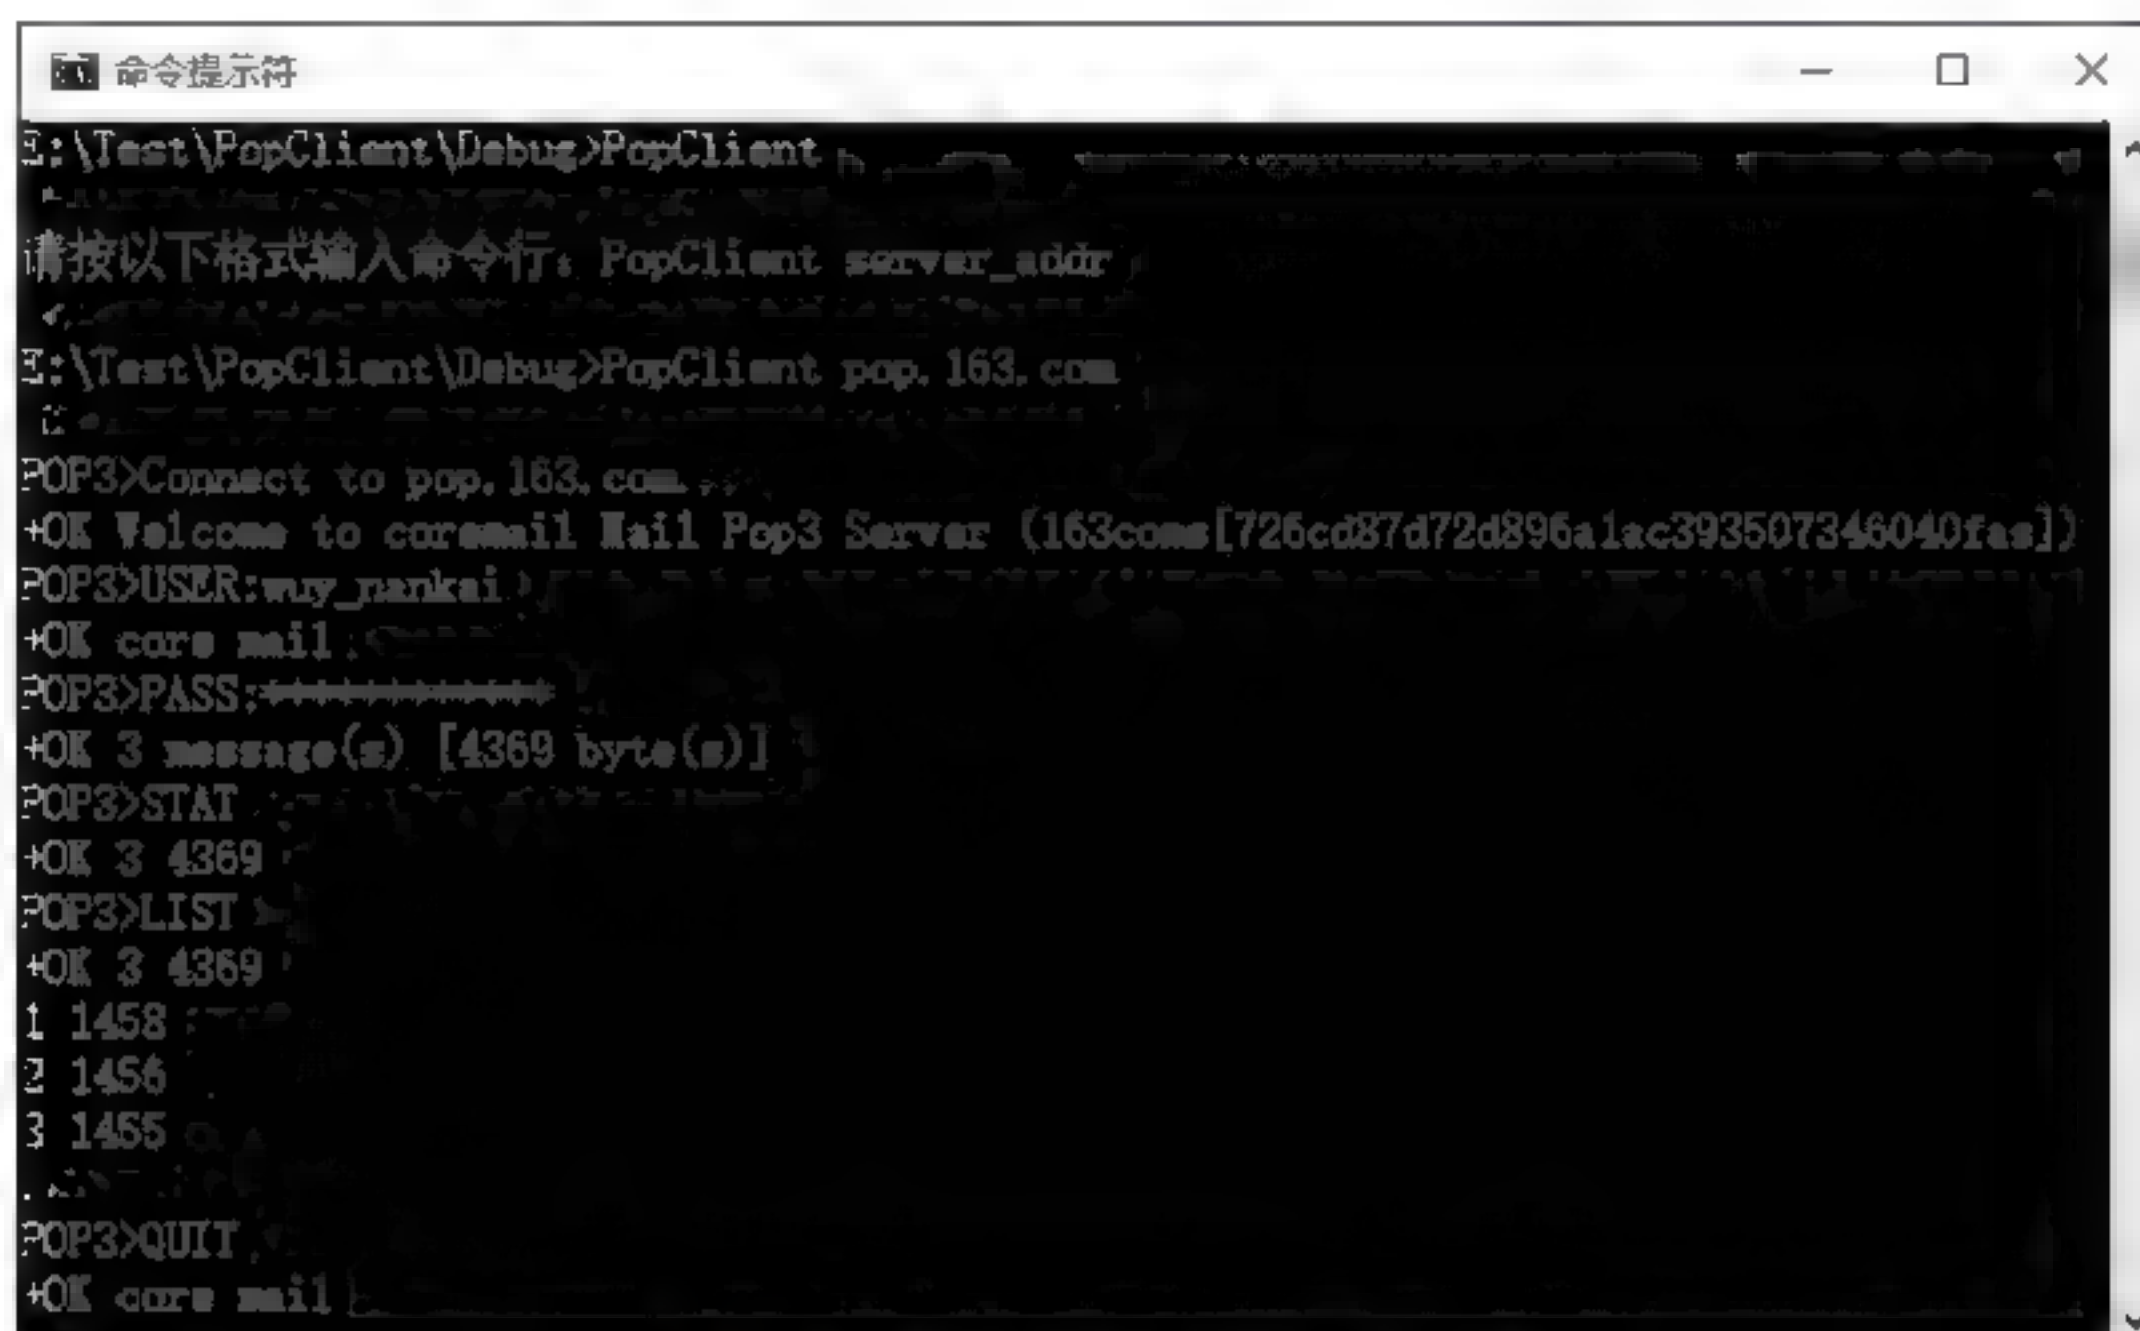 命令提示符
E:\Test\PopClient\Debug>PopClient
请按以下格式输入命令行: PopClient server_addr
E:\Test\PopClient\Debug>PopClient pop.163.com
POP3>Connect to pop.163.com
+OK Welcome to coremail Mail Pop3 Server (163coms[726cd87d72d896a1ac393507346040fas])
POP3>USER:wuy_nankai
+OK core mail
POP3>PASS:**************
+OK 3 message(s) [4369 byte(s)]
POP3>STAT
+OK 3 4369
POP3>LIST
+OK 3 4369
1 1458
2 1456
3 1455
.
POP3>QUIT
+OK core mail